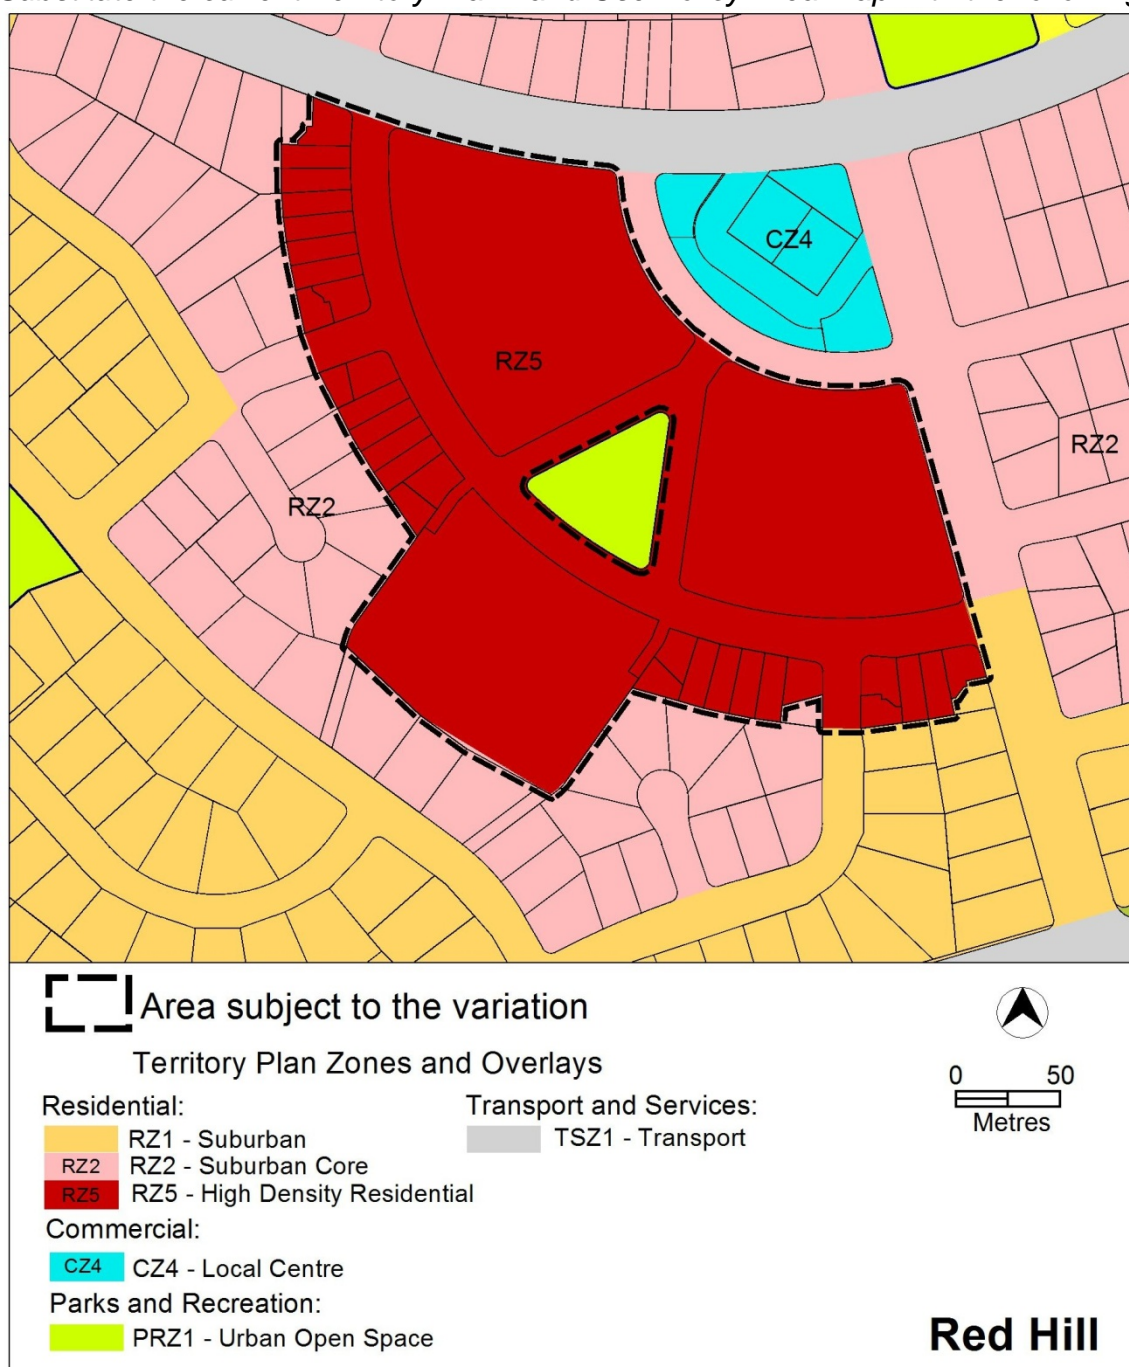 CZ4
RZ5
RZ2
RZ2
Area subject to the variation
Territory Plan Zones and Overlays
Residential:
RZ1 - Suburban
RZ2 RZ2 - Suburban Core
RZ5 RZ5 - High Density Residential
Commercial:
CZ4 CZ4 - Local Centre
Parks and Recreation:
PRZ1 - Urban Open Space
Transport and Services:
TSZ1 - Transport
0 50
Metres
Red Hill